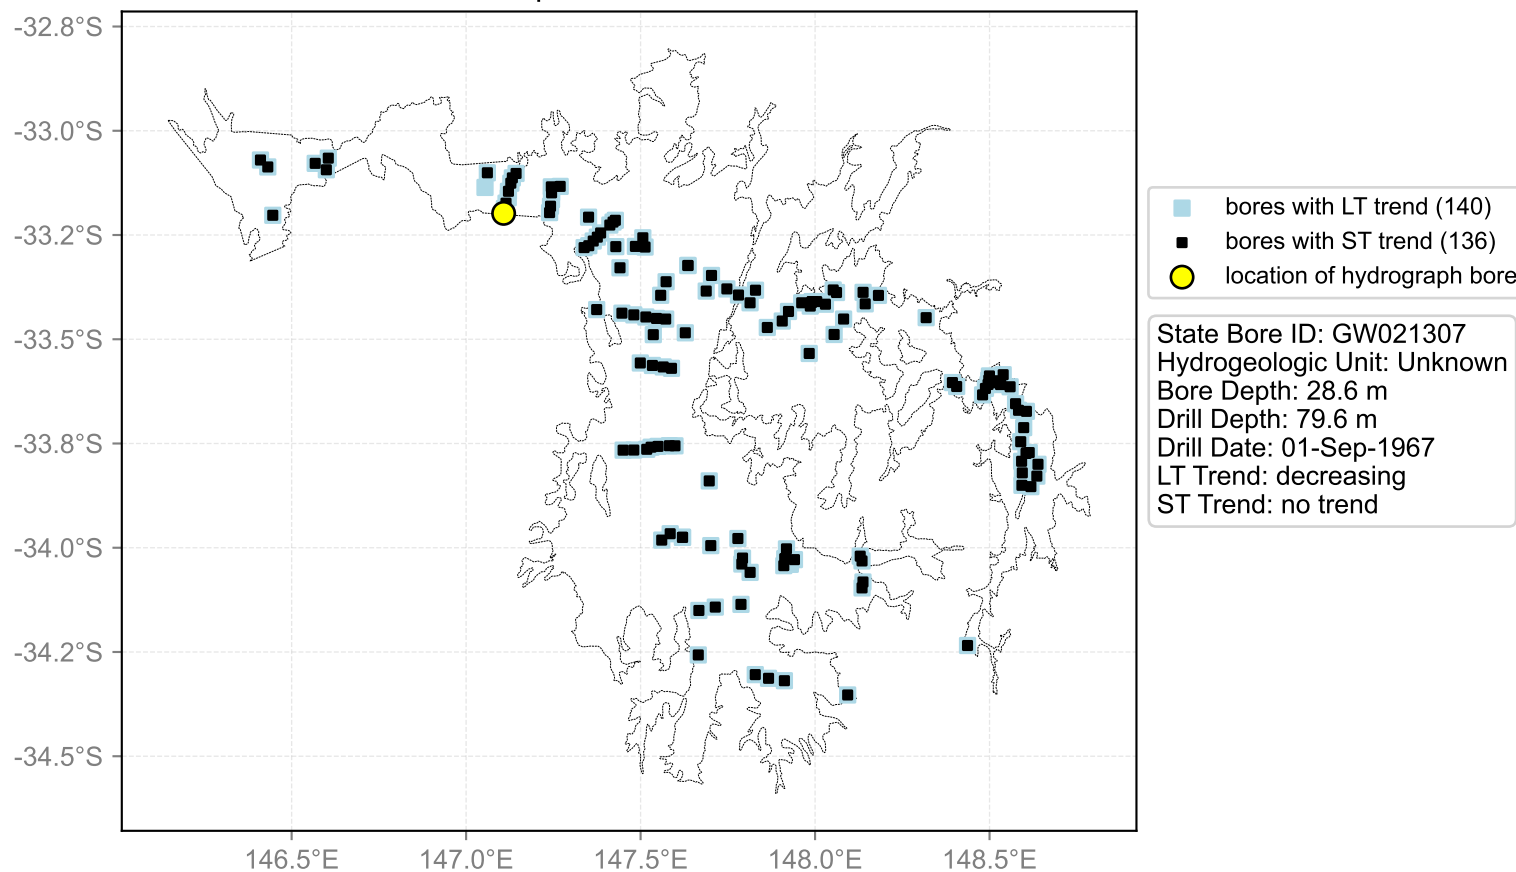 -32.8°S
-33.0°S
-33.2°S
-33.5°S
-33.8°S
-34.0°S
-34.2°S
-34.5°S
146.5°E
147.0°E
147.5°E
148.0°E
148.5°E
bores with LT trend (140)
bores with ST trend (136)
location of hydrograph bore
State Bore ID: GW021307
Hydrogeologic Unit: Unknown
Bore Depth: 28.6 m
Drill Depth: 79.6 m
Drill Date: 01-Sep-1967
LT Trend: decreasing
ST Trend: no trend